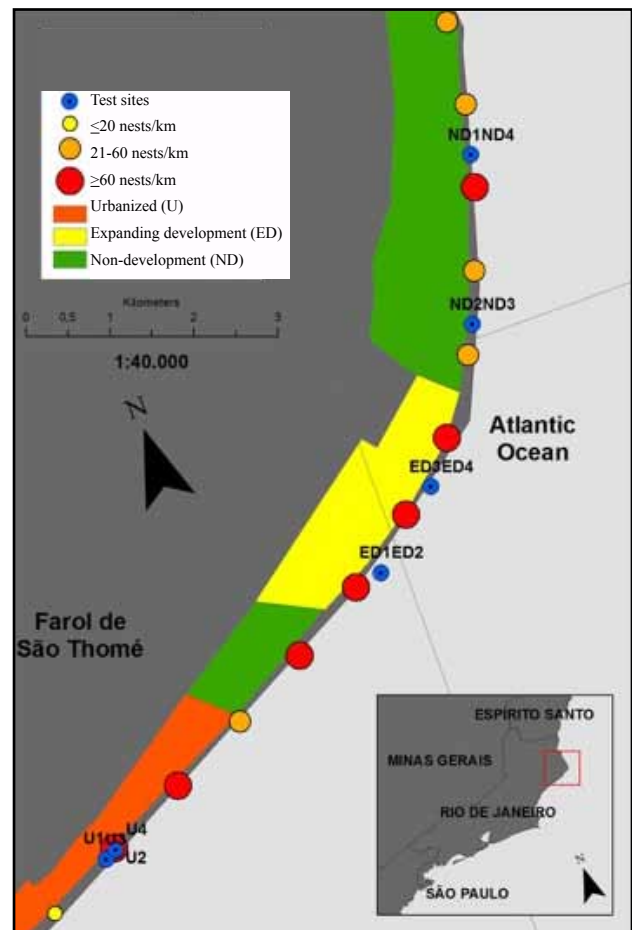 Test sites
≤20 nests/km
21-60 nests/km
≥60 nests/km
Urbanized (U)
Expanding development (ED)
Non-development (ND)
Kilometers
0 0,5 1 2 3
1:40.000
N
ND1ND4
ND2ND3
Atlantic
Ocean
ED3ED4
ED1ED2
Farol de
São Thomé
U4
U1U3
U2
ESPÍRITO SANTO
MINAS GERAIS
RIO DE JANEIRO
SÃO PAULO
N